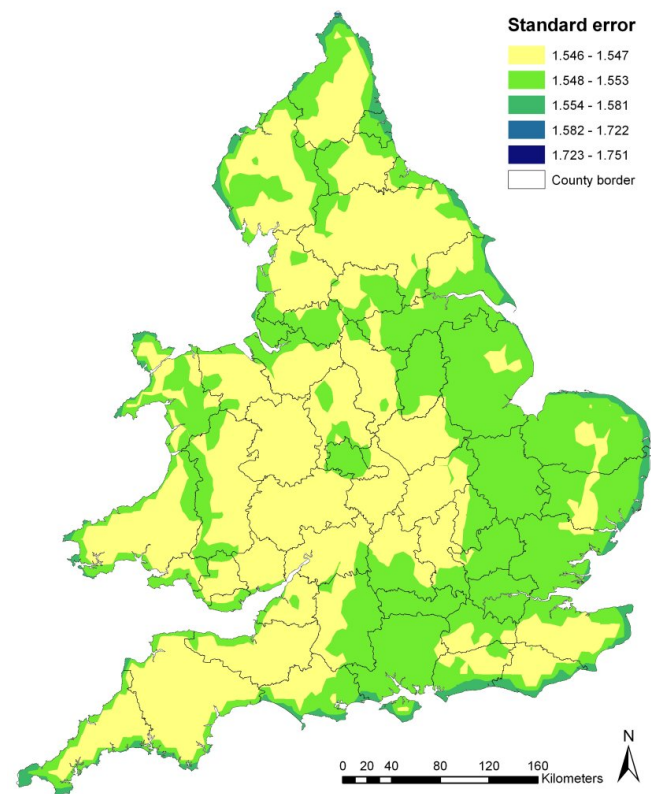 Standard error
1.546 - 1.547
1.548 - 1.553
1.554 - 1.581
1.582 - 1.722
1.723 - 1.751
County border
N
0 20 40 80 120 160
Kilometers